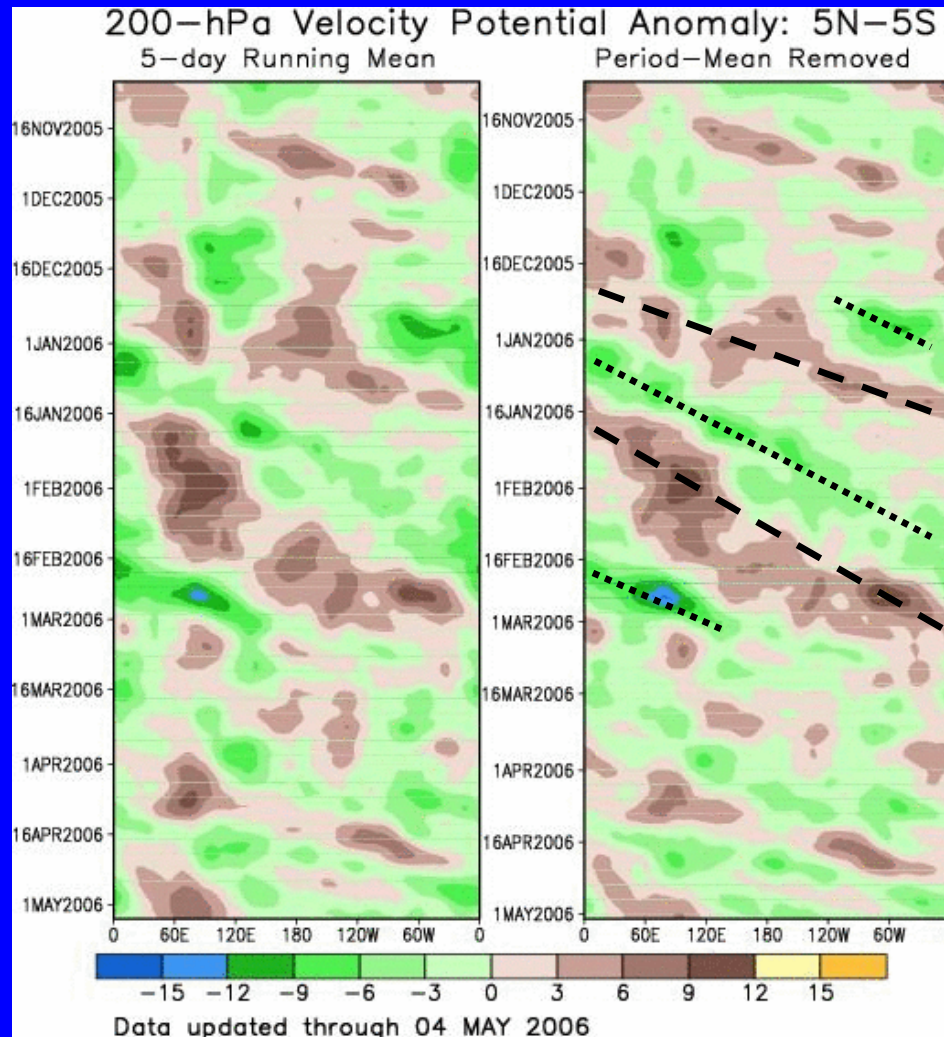 200-hPa Velocity Potential Anomaly: 5N-5S
5-day Running Mean
Period-Mean Removed
16NOV2005
1DEC2005
16DEC2005
1JAN2006
16JAN2006
1FEB2006
16FEB2006
1MAR2006
16MAR2006
1APR2006
16APR2006
1MAY2006
0 60E 120E 180 120W 60W 0
16NOV2005
1DEC2005
16DEC2005
1JAN2006
16JAN2006
1FEB2006
16FEB2006
1MAR2006
16MAR2006
1APR2006
16APR2006
1MAY2006
0 60E 120E 180 120W 60W
-15 -12 -9 -6 -3 0 3 6 9 12 15
Data updated through 04 MAY 2006